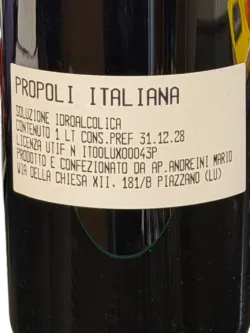 PROPOLI ITALIANA
SOLUZIONE IDROALCOLICA
CONTENUTO 1 LT CONS.PREF 31.12.28
LICENZA UTIF N IT00LUX00043P
PRODOTTO E CONFEZIONATO DA AP.ANDREINI MARIO
VIA DELLA CHIESA XII. 181/B PIAZZANO (LU)